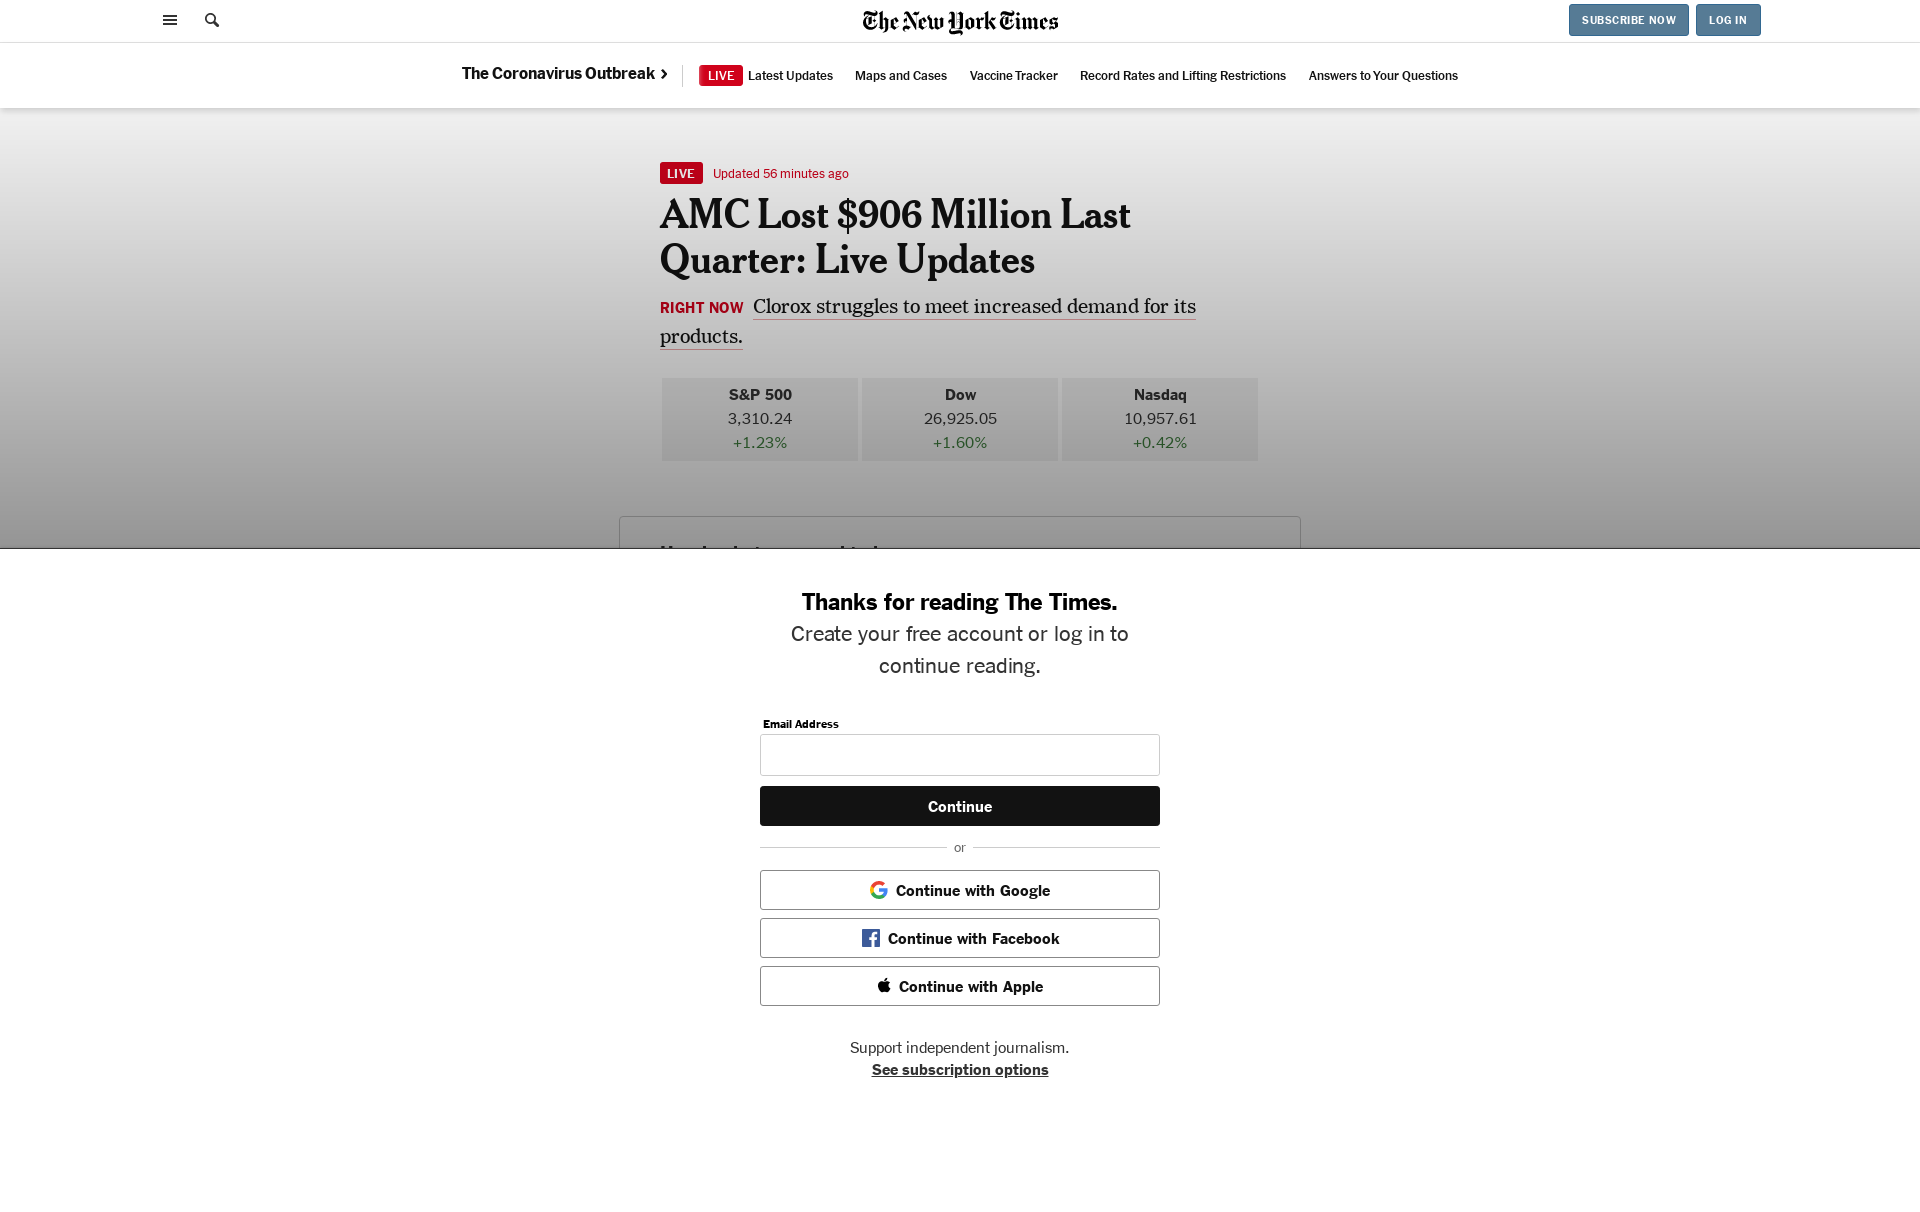 The New York Times
SUBSCRIBE NOW
LOG IN
The Coronavirus Outbreak
LIVE Latest Updates
Maps and Cases
Vaccine Tracker
Record Rates and Lifting Restrictions
Answers to Your Questions
LIVE Updated 56 minutes ago
AMC Lost $906 Million Last
Quarter: Live Updates
RIGHT NOW Clorox struggles to meet increased demand for its
products.
S&P 500
3,310.24
+1.23%
Dow
26,925.05
+1.60%
Nasdaq
10,957.61
+0.42%
Thanks for reading The Times.
Create your free account or log in to
continue reading.
Email Address
Continue
or
Continue with Google
Continue with Facebook
Continue with Apple
Support independent journalism.
See subscription options